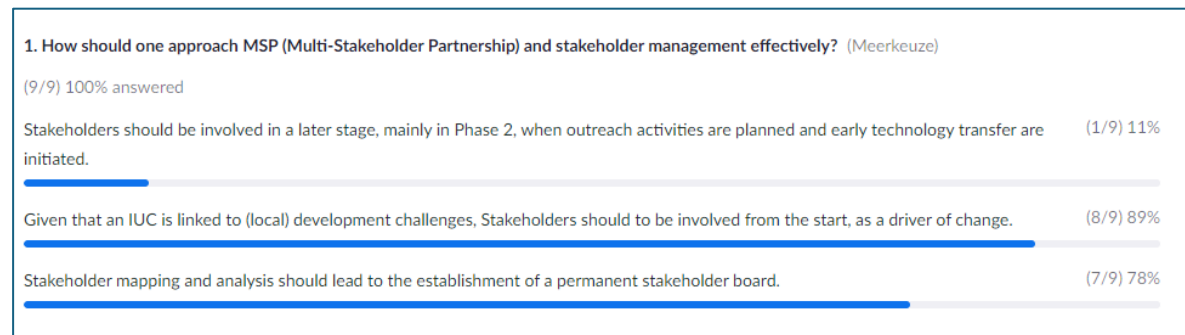 1. How should one approach MSP (Multi-Stakeholder Partnership) and stakeholder management effectively? (Meerkeuze)
(9/9) 100% answered
Stakeholders should be involved in a later stage, mainly in Phase 2, when outreach activities are planned and early technology transfer are (1/9) 11%
initiated.
Given that an IUC is linked to (local) development challenges, Stakeholders should to be involved from the start, as a driver of change. (8/9) 89%
Stakeholder mapping and analysis should lead to the establishment of a permanent stakeholder board. (7/9) 78%